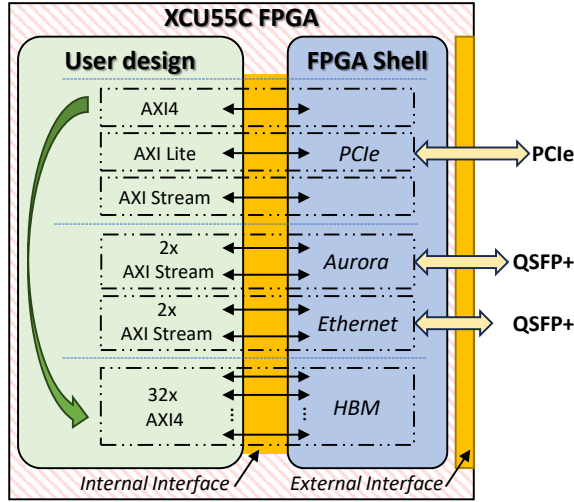 XCU55C FPGA
User design
FPGA Shell
AXI4
AXI Lite
PCIe
PCIe
AXI Stream
2x
AXI Stream
Aurora
QSFP+
2x
AXI Stream
Ethernet
QSFP+
32x
AXI4
...
...
HBM
Internal Interface
External Interface